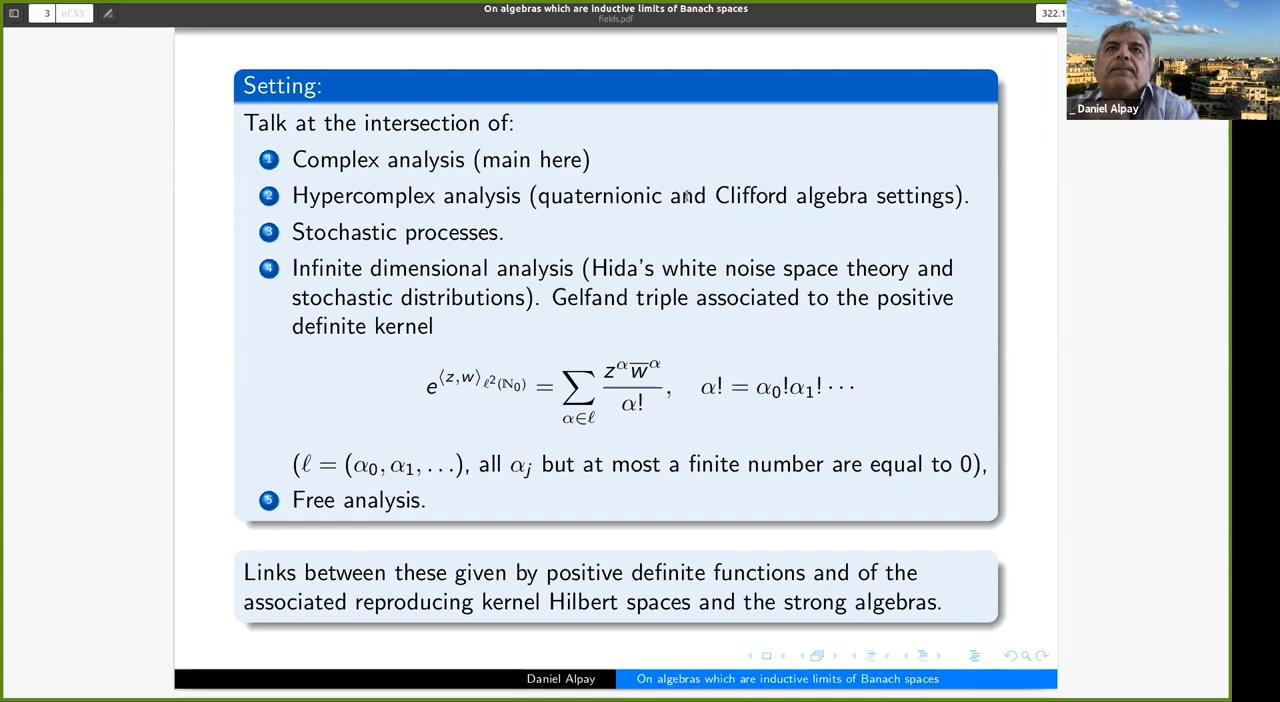 On algebras which are inductive limits of Banach spaces
fields.pdf
3 of 53
322.1
Daniel Alpay
Setting:
Talk at the intersection of:
1 Complex analysis (main here)
2 Hypercomplex analysis (quaternionic and Clifford algebra settings).
3 Stochastic processes.
4 Infinite dimensional analysis (Hida's white noise space theory and
stochastic distributions). Gelfand triple associated to the positive
definite kernel
e^{⟨z,w⟩_{ℓ²(ℕ₀)}} = ∑_{α∈ℓ} z^α w̅^α / α!, α! = α₀!α₁! ⋯
(ℓ = (α₀, α₁, …), all α_j but at most a finite number are equal to 0),
5 Free analysis.
Links between these given by positive definite functions and of the
associated reproducing kernel Hilbert spaces and the strong algebras.
Daniel Alpay On algebras which are inductive limits of Banach spaces